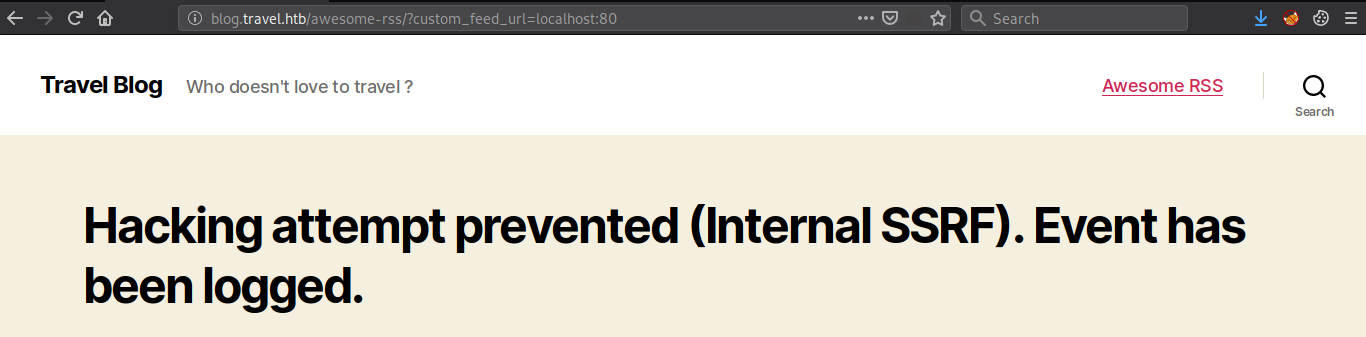 blog.travel.htb/awesome-rss/?custom_feed_url=localhost:80
Search
Travel Blog Who doesn't love to travel ? Awesome RSS
Search
Hacking attempt prevented (Internal SSRF). Event has
been logged.